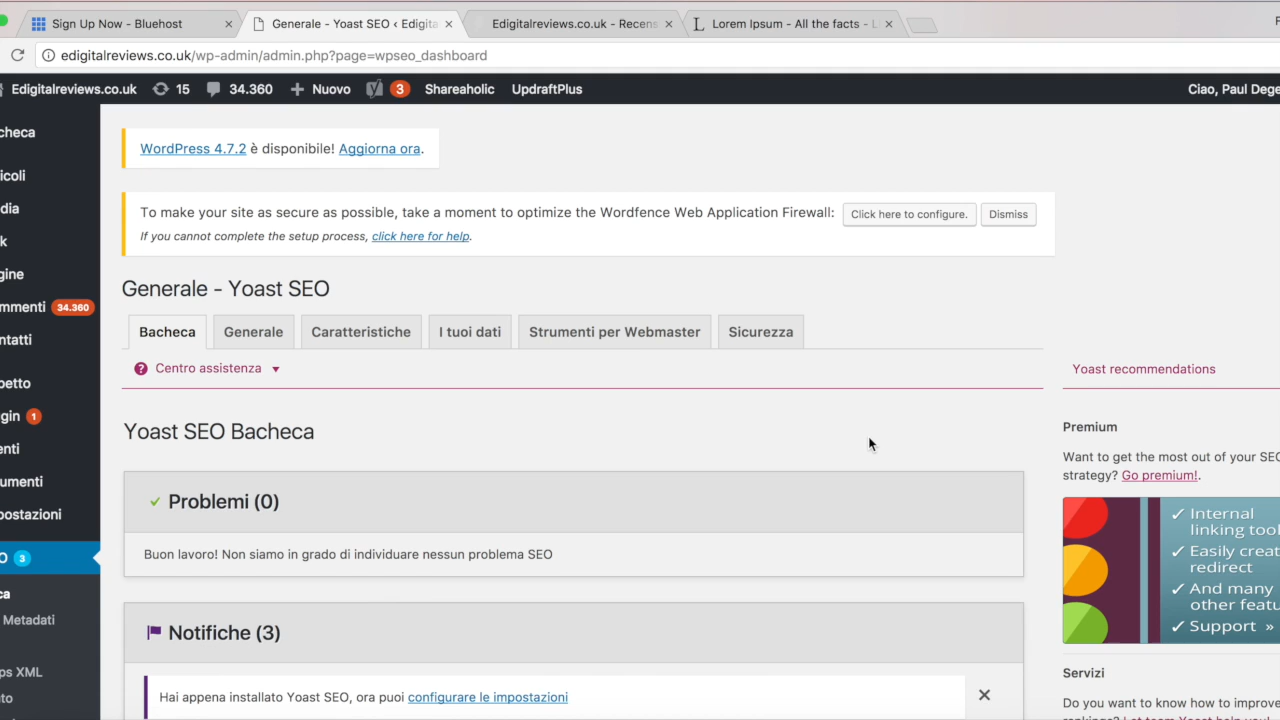 Sign Up Now - Bluehost
Generale - Yoast SEO ‹ Edigita
Edigitalreviews.co.uk - Recens
Lorem Ipsum - All the facts - L
edigitalreviews.co.uk/wp-admin/admin.php?page=wpseo_dashboard
Edigitalreviews.co.uk 15 34.360 Nuovo 3 Shareaholic UpdraftPlus Ciao, Paul Dege
acheca
icoli
dia
k
gine
mmenti 34.360
ntatti
petto
gin 1
enti
umenti
postazioni
O 3
ca
Metadati
ps XML
to
WordPress 4.7.2 è disponibile! Aggiorna ora.
To make your site as secure as possible, take a moment to optimize the Wordfence Web Application Firewall: Click here to configure. Dismiss
If you cannot complete the setup process, click here for help.
Generale - Yoast SEO
Bacheca Generale Caratteristiche I tuoi dati Strumenti per Webmaster Sicurezza
Centro assistenza
Yoast SEO Bacheca
Problemi (0)
Buon lavoro! Non siamo in grado di individuare nessun problema SEO
Notifiche (3)
Hai appena installato Yoast SEO, ora puoi configurare le impostazioni
Yoast recommendations
Premium
Want to get the most out of your SEO
strategy? Go premium!.
✓ Internal
linking tool
✓ Easily creat
redirect
✓ And many
other featu
✓ Support »
Servizi
Do you want to know how to improve